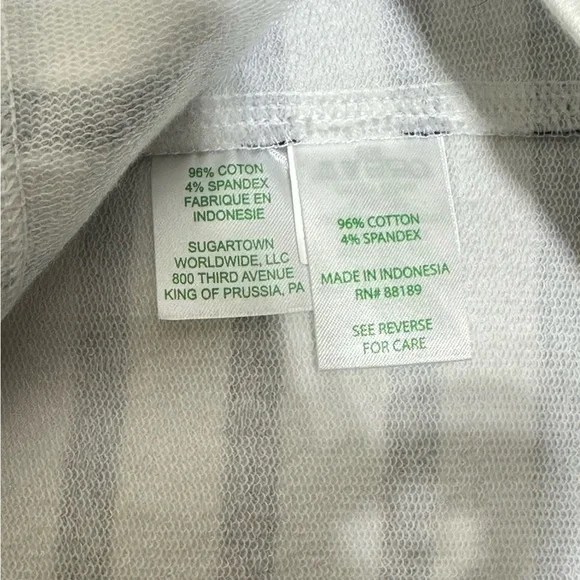 96% COTON
4% SPANDEX
FABRIQUE EN
INDONESIE
SUGARTOWN
WORLDWIDE, LLC
800 THIRD AVENUE
KING OF PRUSSIA, PA
96% COTTON
4% SPANDEX
MADE IN INDONESIA
RN# 88189
SEE REVERSE
FOR CARE